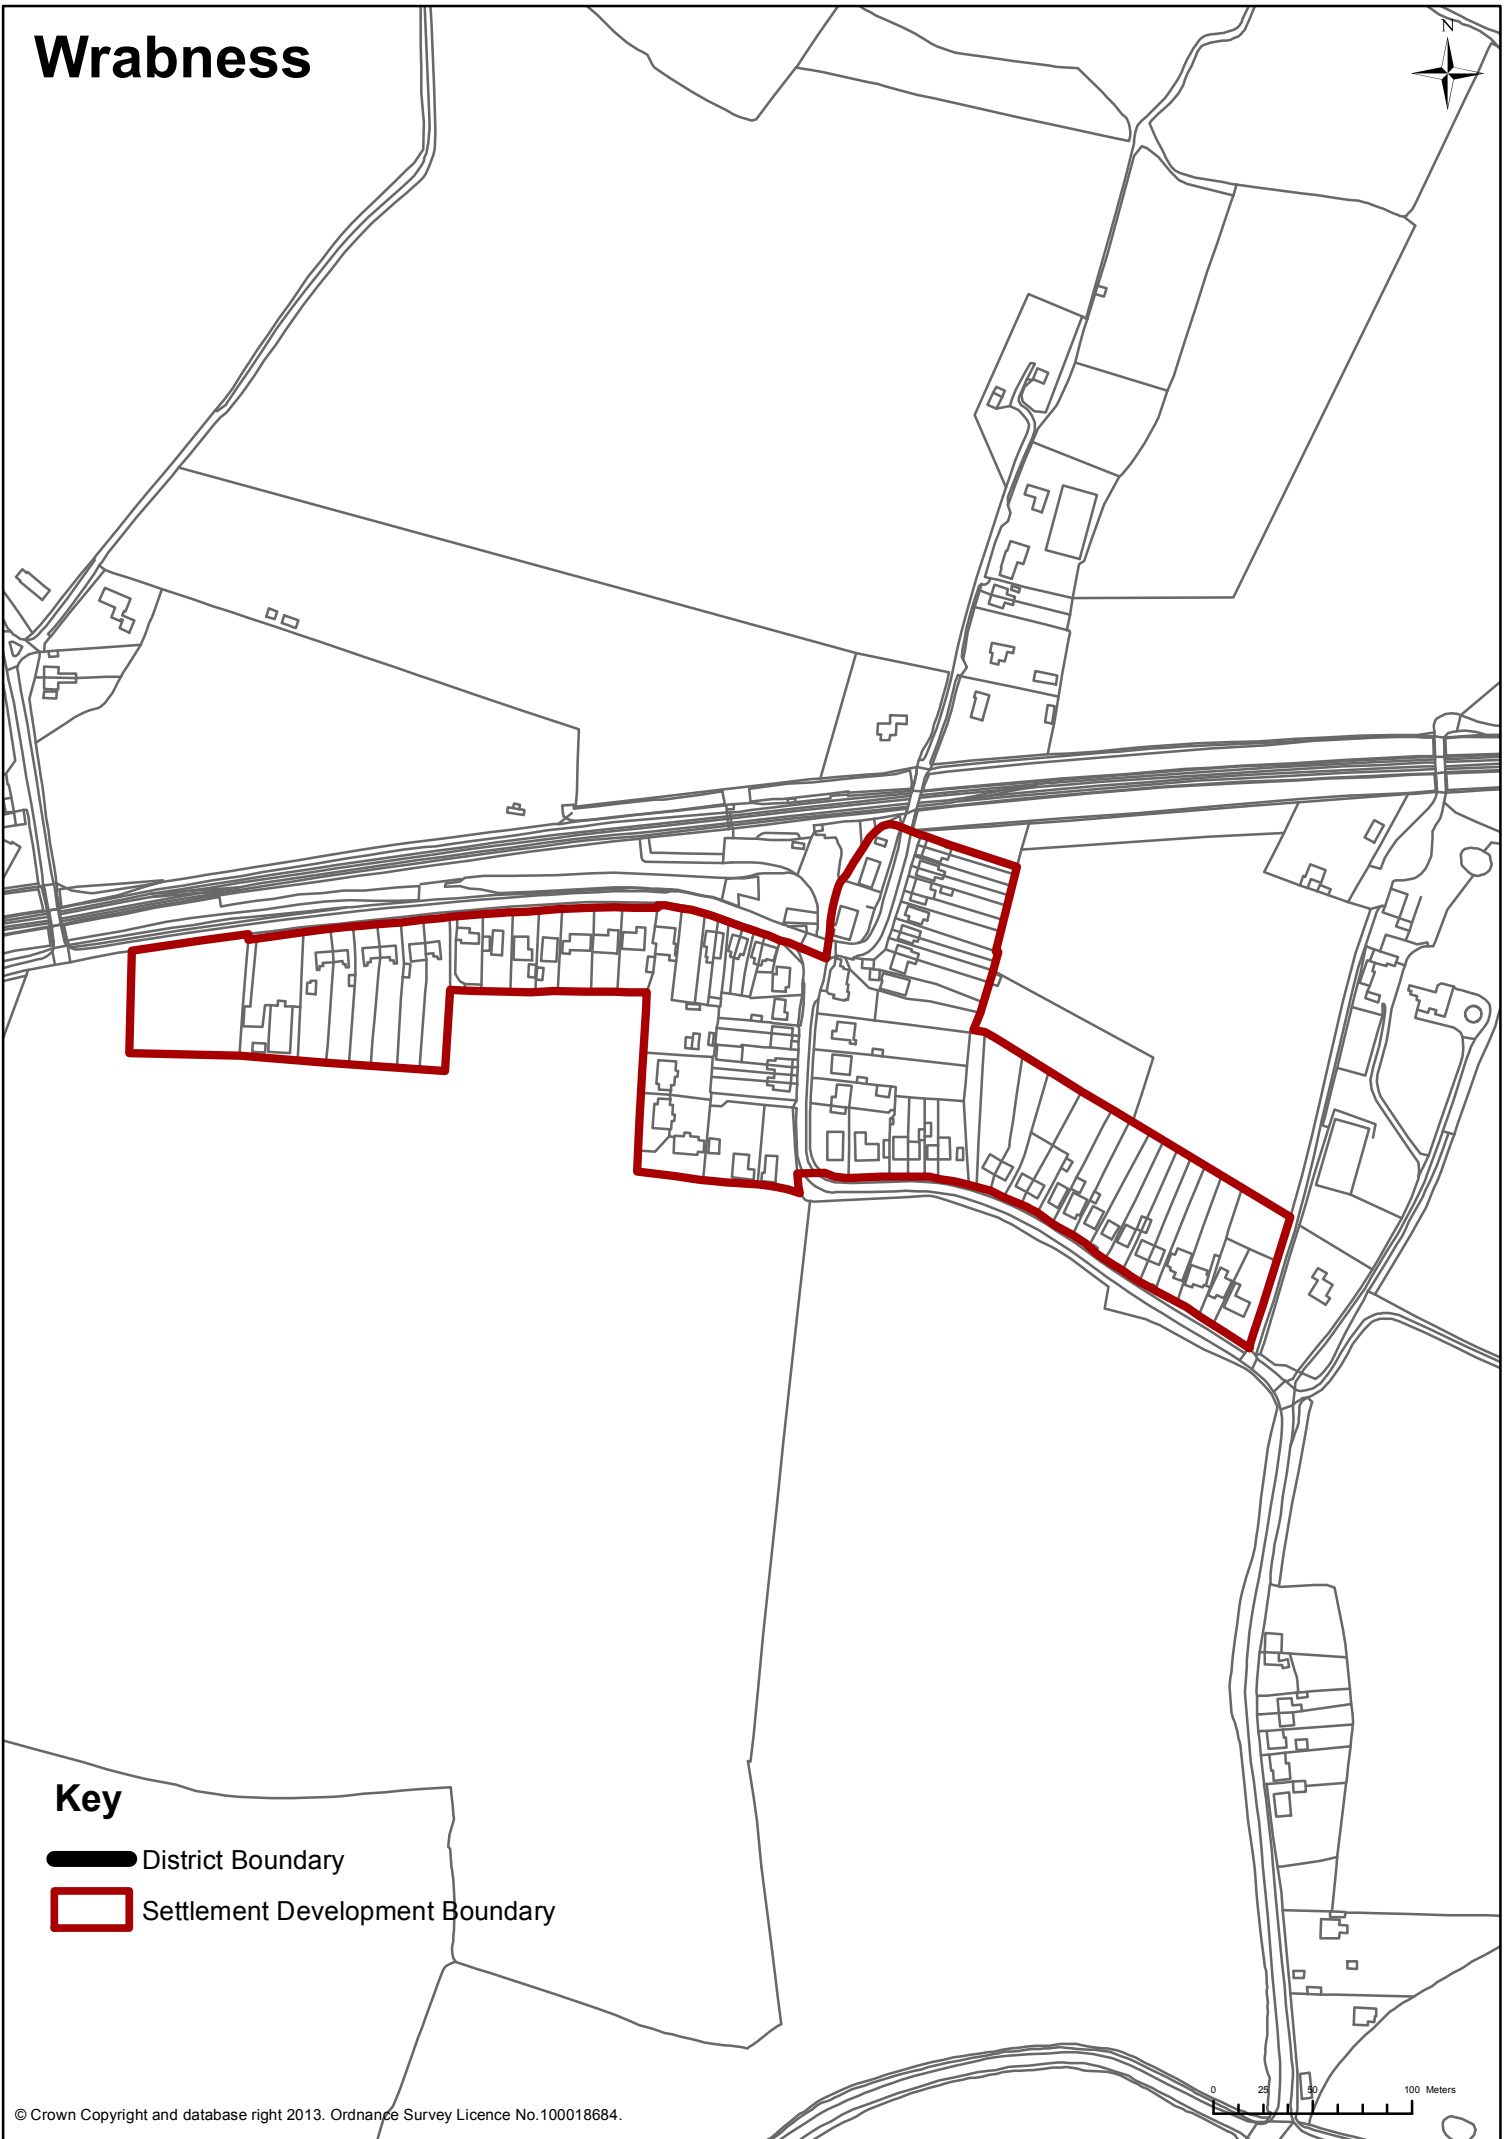 Wrabness
N
Key
District Boundary
Settlement Development Boundary
0 25 50 100 Meters
© Crown Copyright and database right 2013. Ordnance Survey Licence No.100018684.